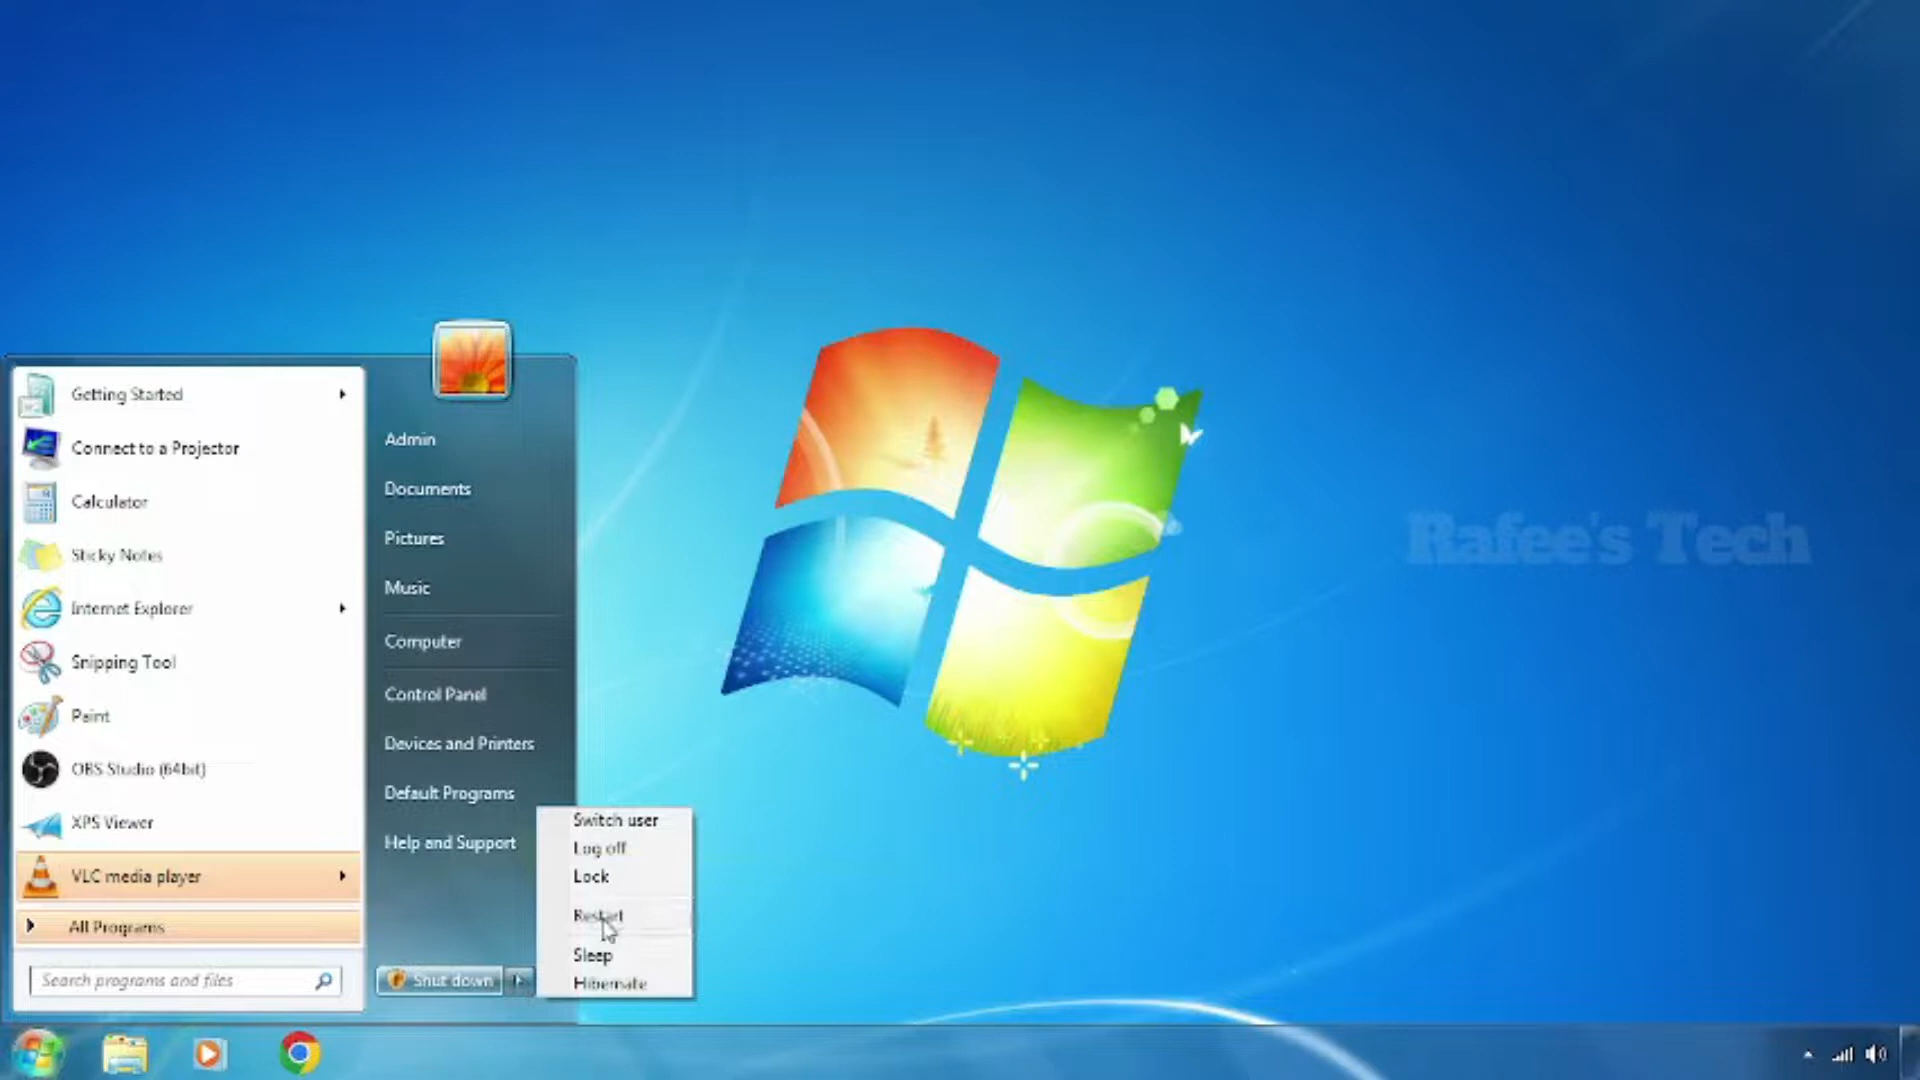 Getting Started
Connect to a Projector
Calculator
Sticky Notes
Internet Explorer
Snipping Tool
Paint
OBS Studio (64bit)
XPS Viewer
VLC media player
All Programs
Search programs and files
Admin
Documents
Pictures
Music
Computer
Control Panel
Devices and Printers
Default Programs
Help and Support
Shut down
Switch user
Log off
Lock
Restart
Sleep
Hibernate
Rafee's Tech